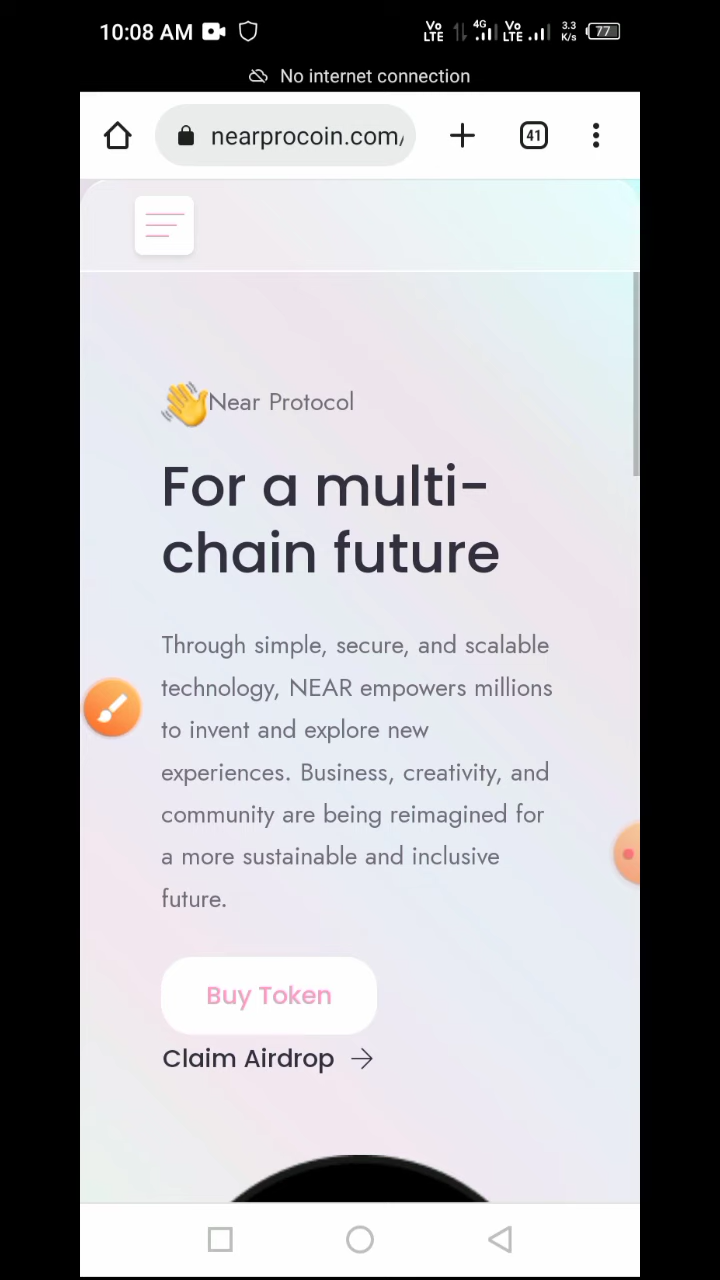 10:08 AM
Vo LTE 4G Vo LTE 3.3 K/s 77
No internet connection
nearprocoin.com/
41
Near Protocol
For a multi-
chain future
Through simple, secure, and scalable
technology, NEAR empowers millions
to invent and explore new
experiences. Business, creativity, and
community are being reimagined for
a more sustainable and inclusive
future.
Buy Token
Claim Airdrop